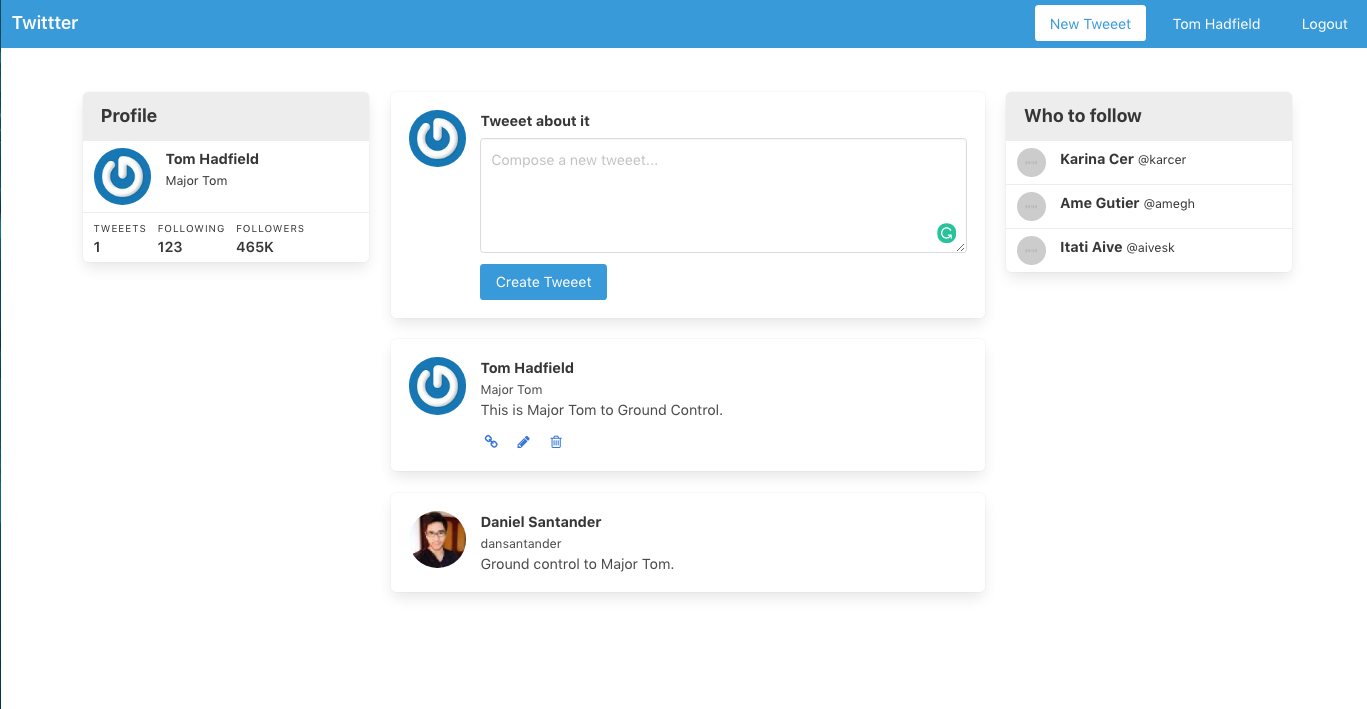 Twittter
New Tweeet
Tom Hadfield
Logout
Profile
Tom Hadfield
Major Tom
TWEEETS FOLLOWING FOLLOWERS
1 123 465K
Tweeet about it
Compose a new tweeet...
Create Tweeet
Tom Hadfield
Major Tom
This is Major Tom to Ground Control.
Daniel Santander
dansantander
Ground control to Major Tom.
Who to follow
Karina Cer @karcer
Ame Gutier @amegh
Itati Aive @aivesk